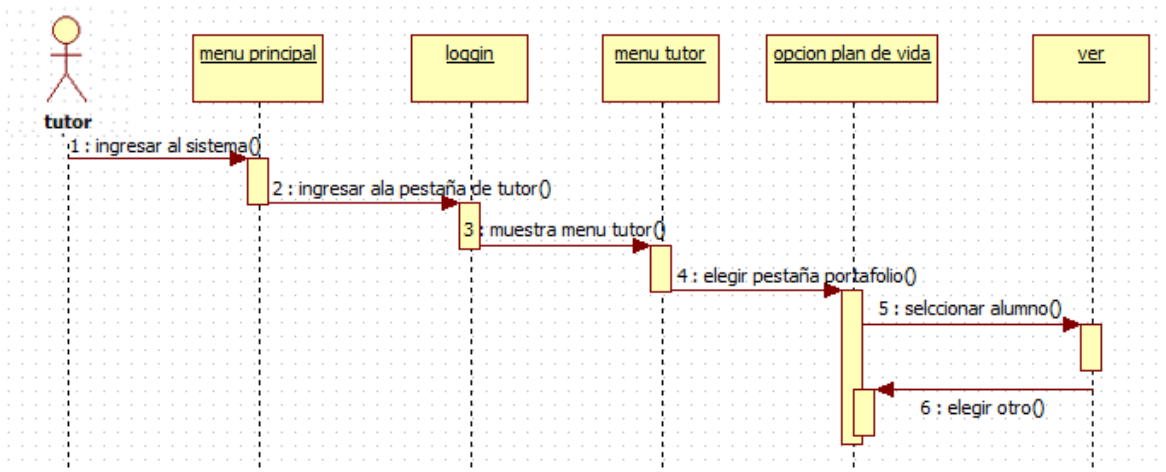 menu principal
loggin
menu tutor
opcion plan de vida
ver
tutor
1 : ingresar al sistema()
2 : ingresar ala pestaña de tutor()
3 : muestra menu tutor()
4 : elegir pestaña portafolio()
5 : selccionar alumno()
6 : elegir otro()